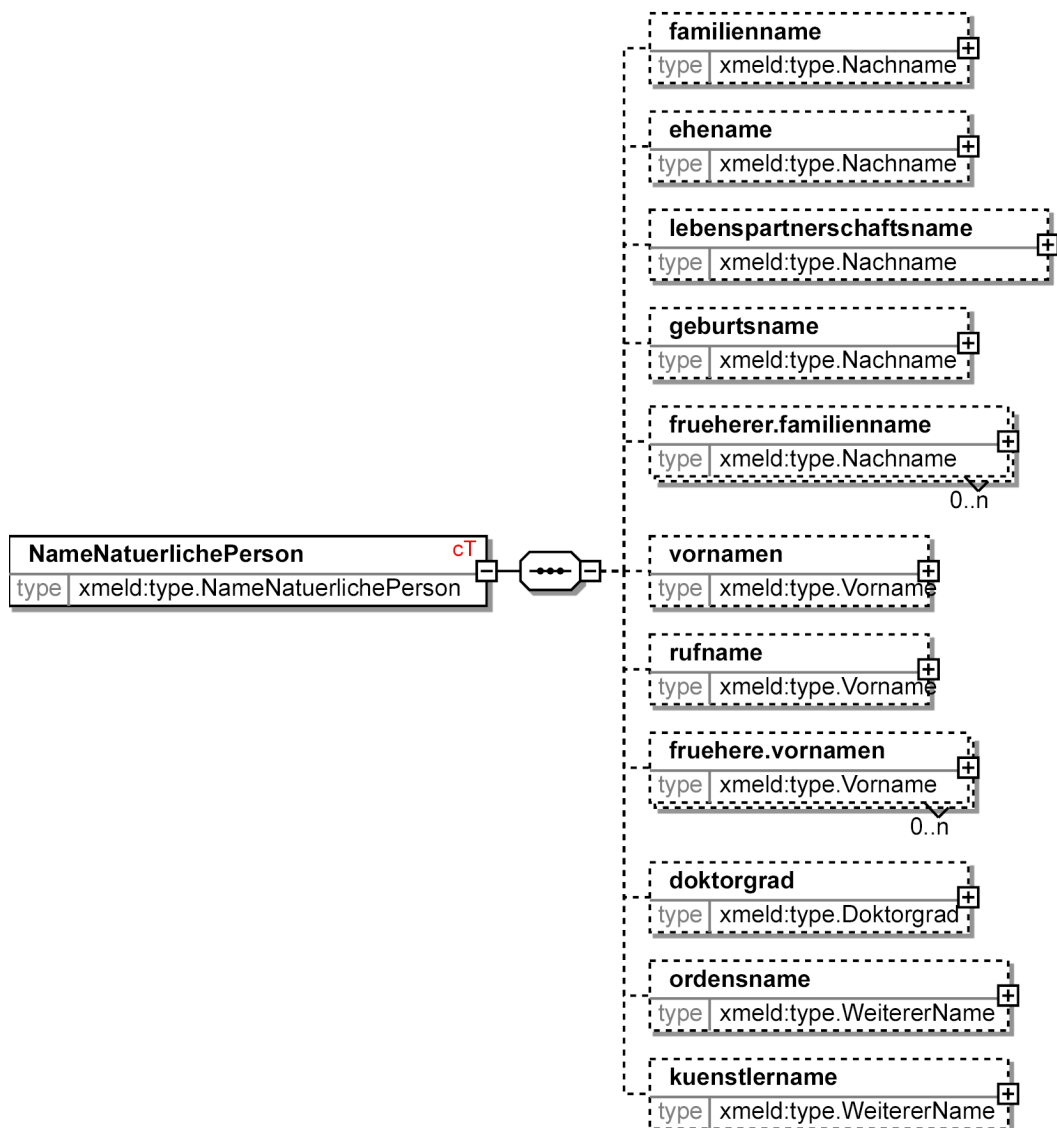 familienname
type xmeld:type.Nachname
ehename
type xmeld:type.Nachname
lebenspartnerschaftsname
type xmeld:type.Nachname
geburtsname
type xmeld:type.Nachname
frueherer.familienname
type xmeld:type.Nachname
0..n
NameNatuerlichePerson cT
type xmeld:type.NameNatuerlichePerson
vornamen
type xmeld:type.Vorname
rufname
type xmeld:type.Vorname
fruehere.vornamen
type xmeld:type.Vorname
0..n
doktorgrad
type xmeld:type.Doktorgrad
ordensname
type xmeld:type.WeitererName
kuenstlername
type xmeld:type.WeitererName